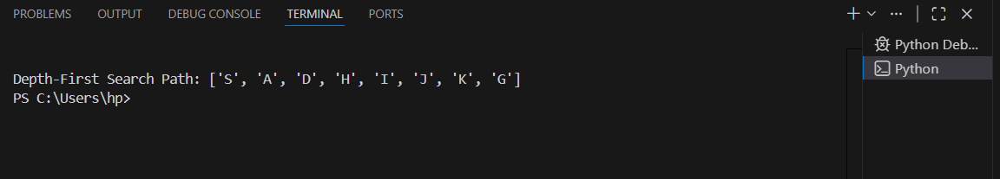 PROBLEMS OUTPUT DEBUG CONSOLE TERMINAL PORTS
Python Deb...
Python
Depth-First Search Path: ['S', 'A', 'D', 'H', 'I', 'J', 'K', 'G']
PS C:\Users\hp>